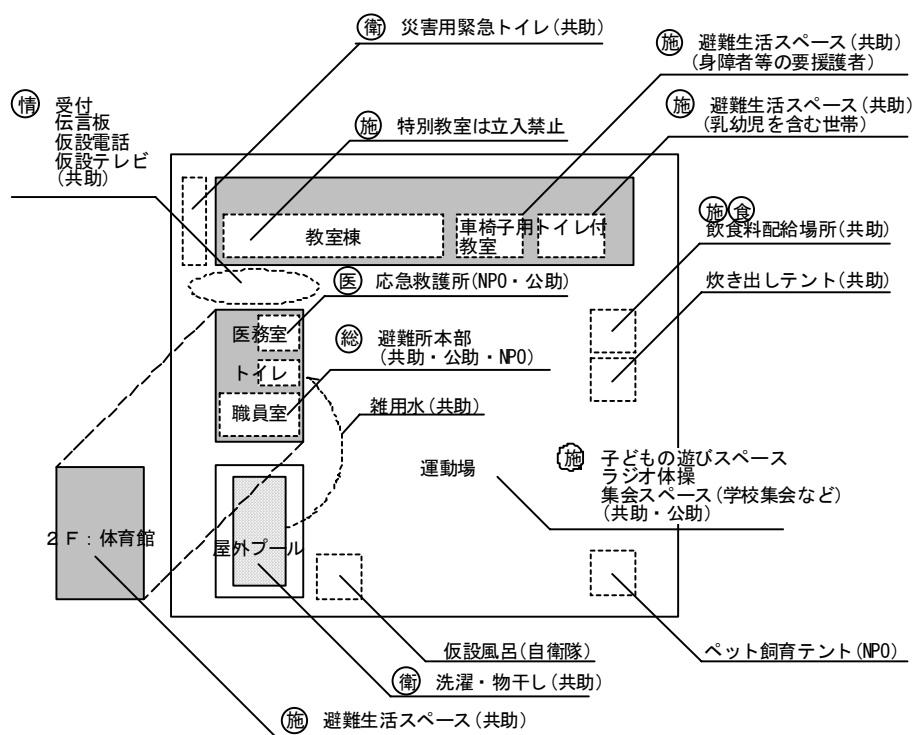 衛 災害用緊急トイレ(共助)
施 避難生活スペース(共助)
(身障者等の要援護者)
情 受付
伝言板
仮設電話
仮設テレビ
(共助)
施 特別教室は立入禁止
施 避難生活スペース(共助)
(乳幼児を含む世帯)
教室棟
車椅子用
教室
トイレ付
施 食
飲食料配給場所(共助)
医 応急救護所(NPO・公助)
炊き出しテント(共助)
医務室
総 避難所本部
(共助・公助・NPO)
トイレ
職員室
雑用水(共助)
運動場
施 子どもの遊びスペース
ラジオ体操
集会スペース(学校集会など)
(共助・公助)
2F:体育館
屋外プール
仮設風呂(自衛隊)
ペット飼育テント(NPO)
衛 洗濯・物干し(共助)
施 避難生活スペース(共助)